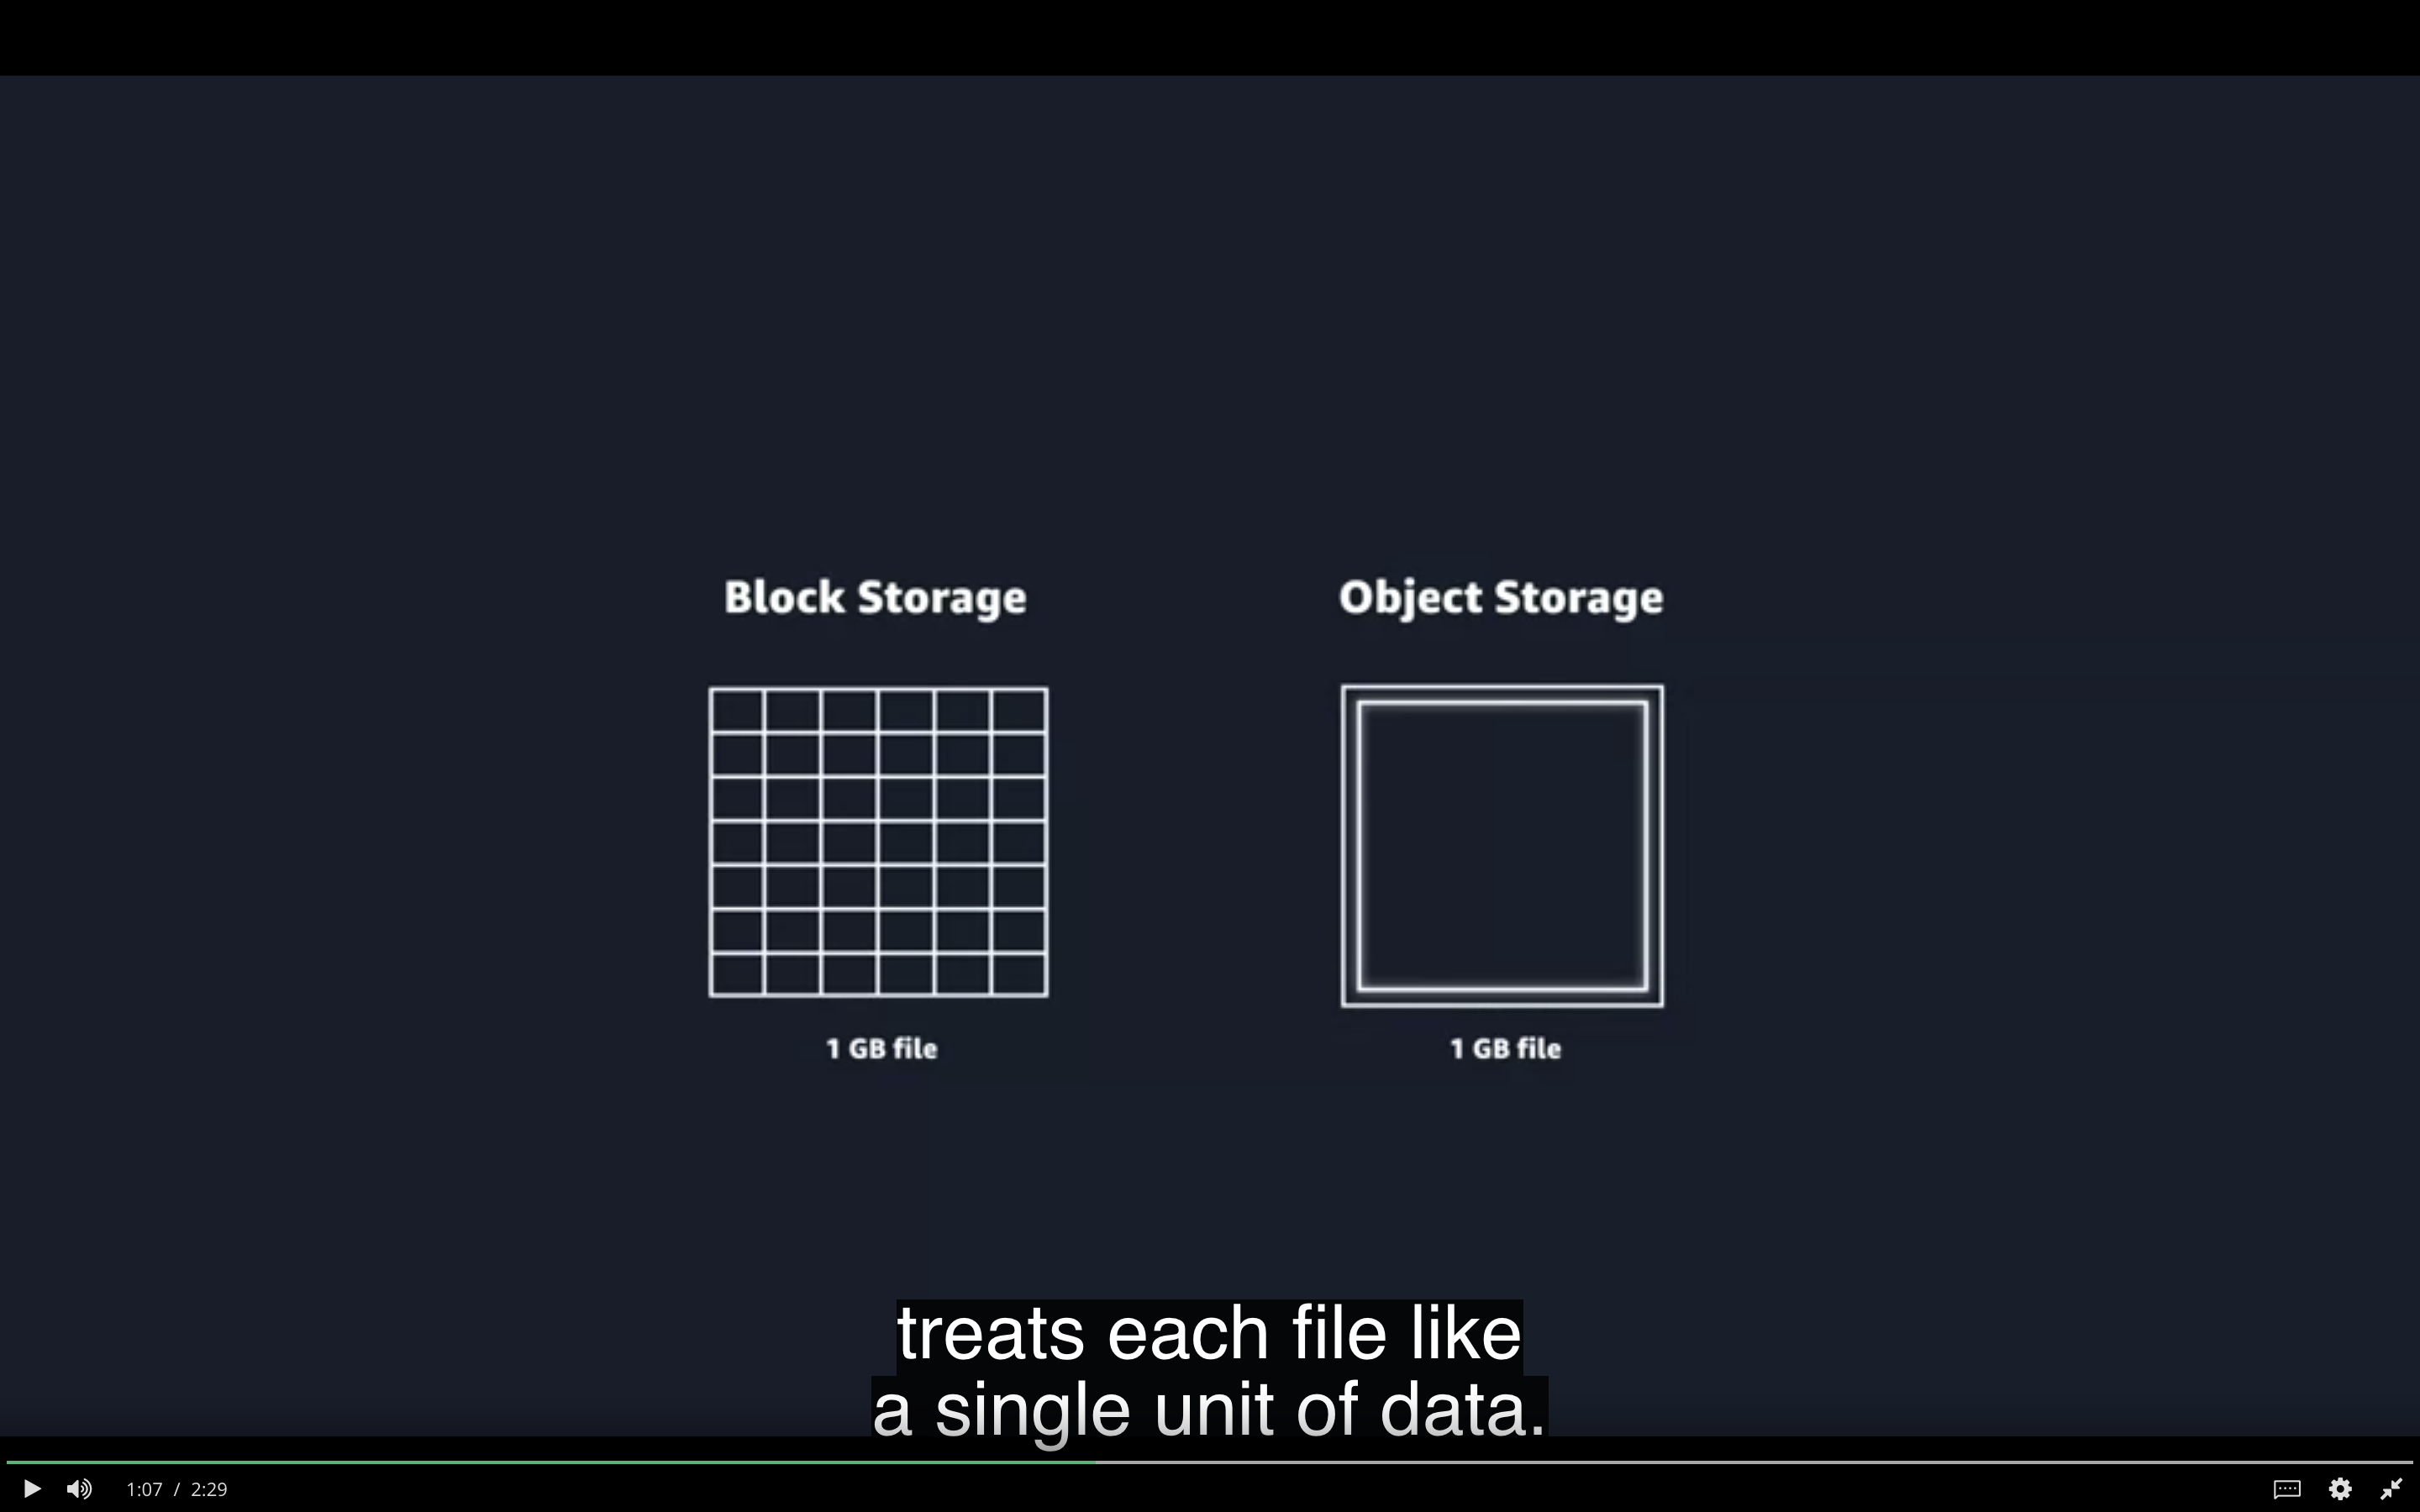 Block Storage
Object Storage
1 GB file
1 GB file
treats each file like
a single unit of data.
1:07 / 2:29